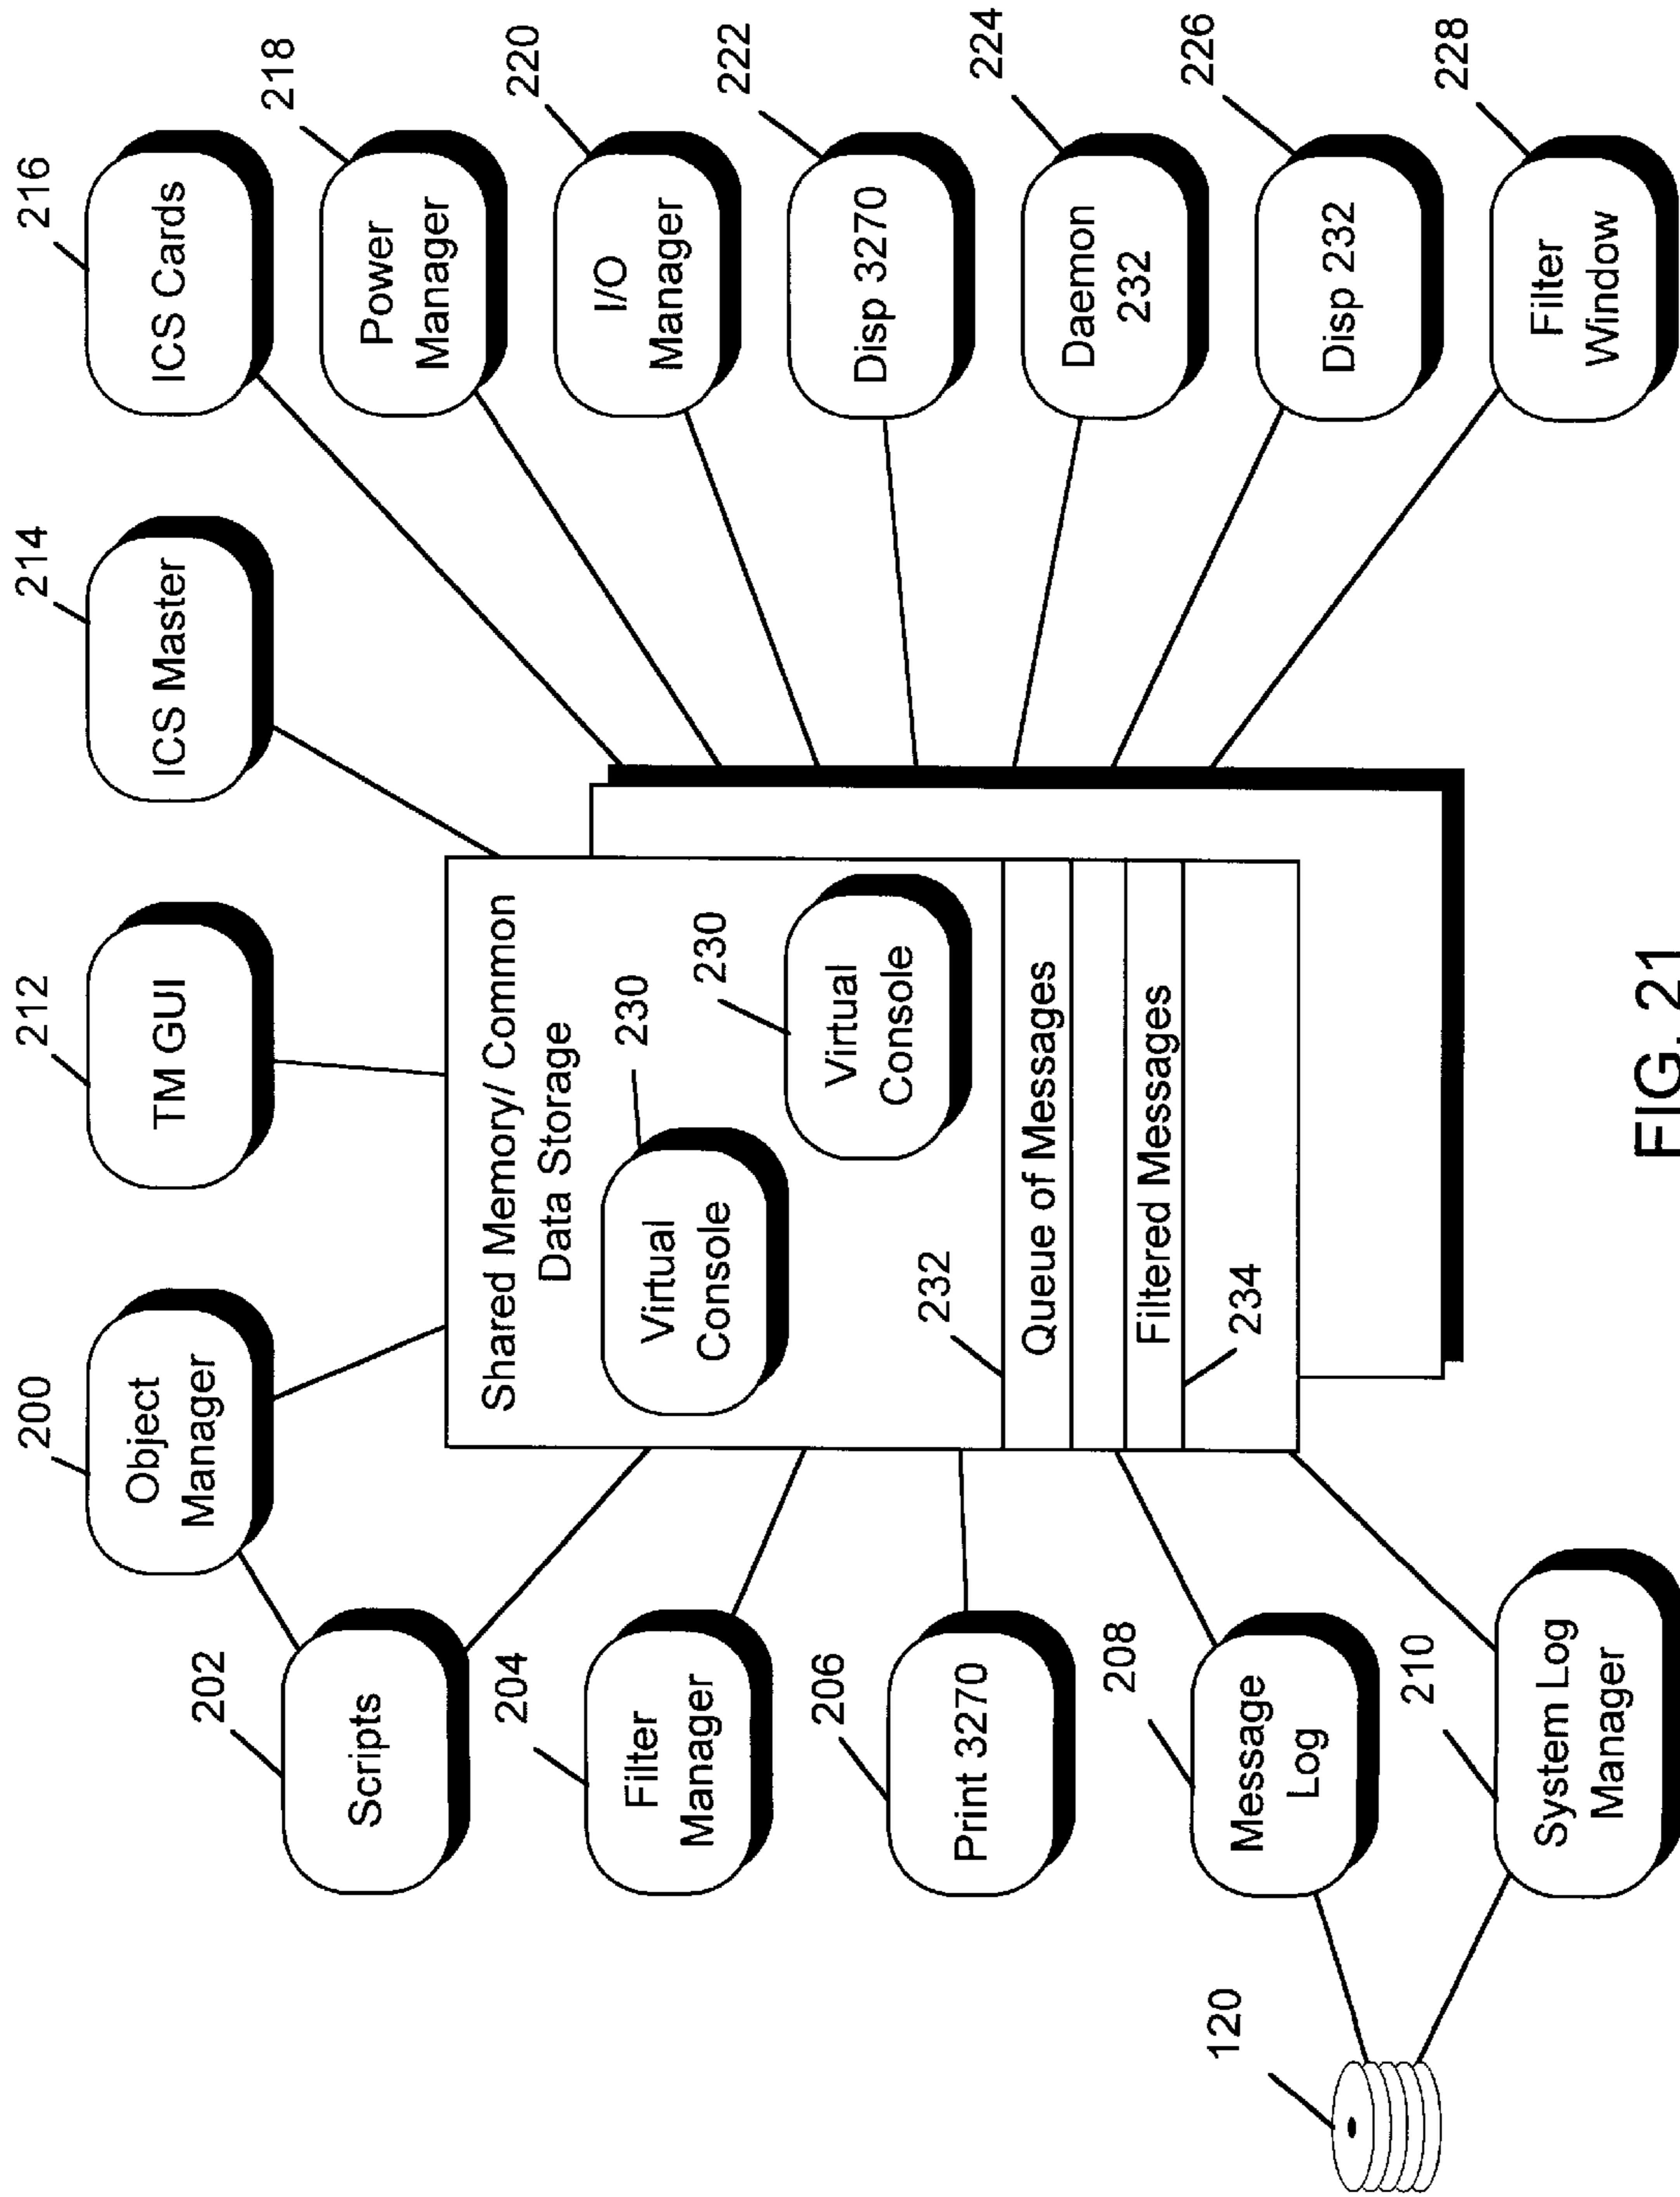 200
212
214
216
Object
Manager
TM GUI
ICS Master
ICS Cards
202
Scripts
218
Power
Manager
204
Filter
Manager
220
I/O
Manager
206
Print 3270
222
Disp 3270
208
Message
Log
224
Daemon
232
210
System Log
Manager
226
Disp 232
120
228
Filter
Window
Shared Memory/ Common
Data Storage
230
Virtual
Console
230
Virtual
Console
232
Queue of Messages
Filtered Messages
234
FIG. 21